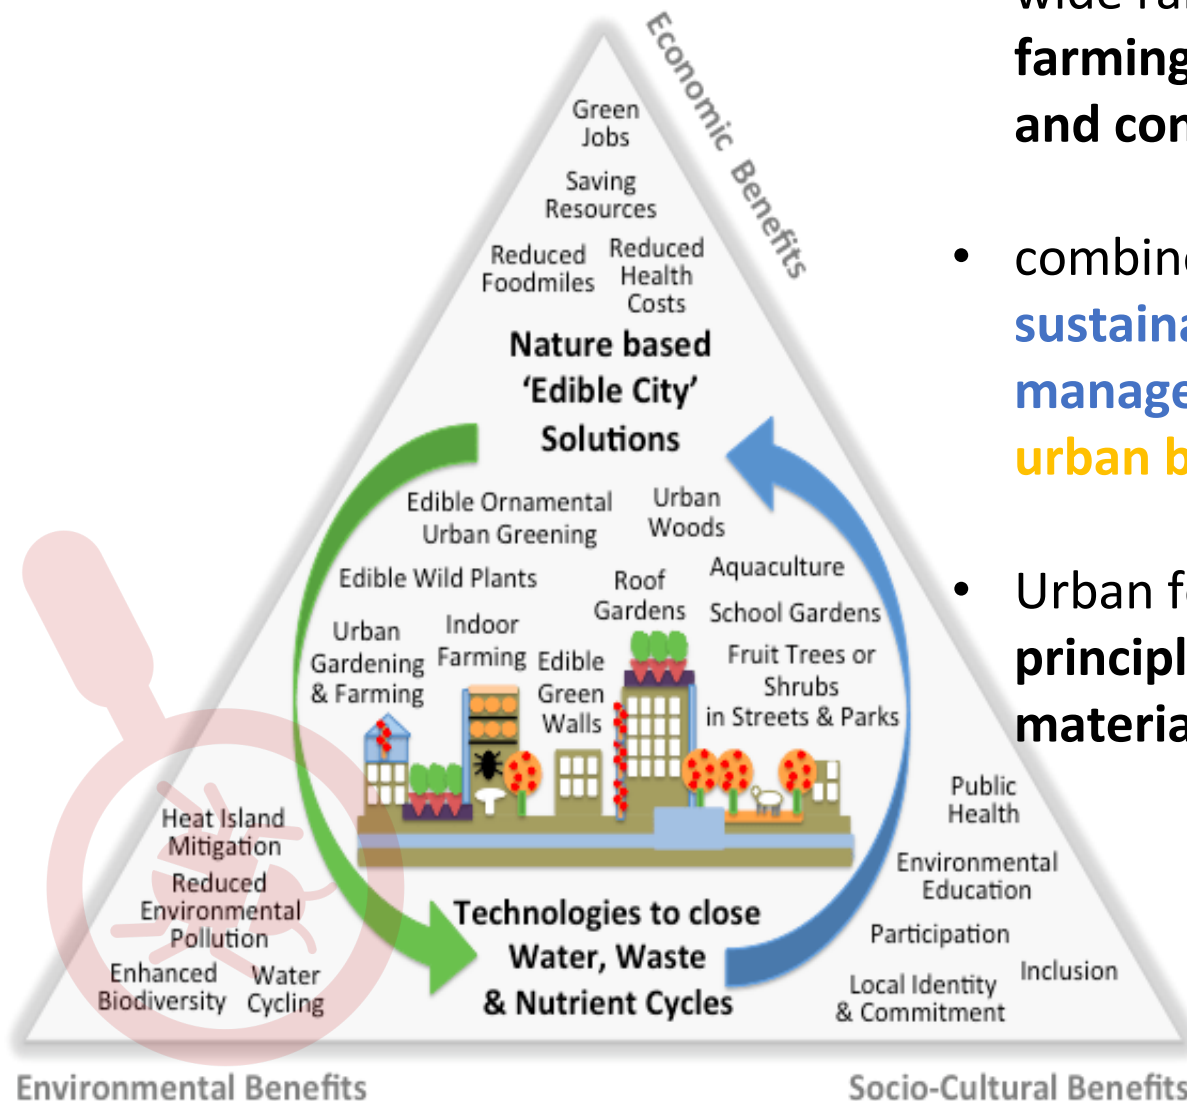 Economic Benefits
Green
Jobs
Saving
Resources
Reduced
Foodmiles
Reduced
Health
Costs
Nature based
‘Edible City’
Solutions
Edible Ornamental
Urban Greening
Urban
Woods
Edible Wild Plants
Roof
Gardens
Aquaculture
School Gardens
Urban
Gardening
& Farming
Indoor
Farming
Edible
Green
Walls
Fruit Trees or
Shrubs
in Streets & Parks
Heat Island
Mitigation
Reduced
Environmental
Pollution
Enhanced
Biodiversity
Water
Cycling
Technologies to close
Water, Waste
& Nutrient Cycles
Public
Health
Environmental
Education
Participation
Inclusion
Local Identity
& Commitment
Environmental Benefits
Socio-Cultural Benefits
farming
and con
• combine
sustaina
manage
urban b
• Urban f
principl
materia